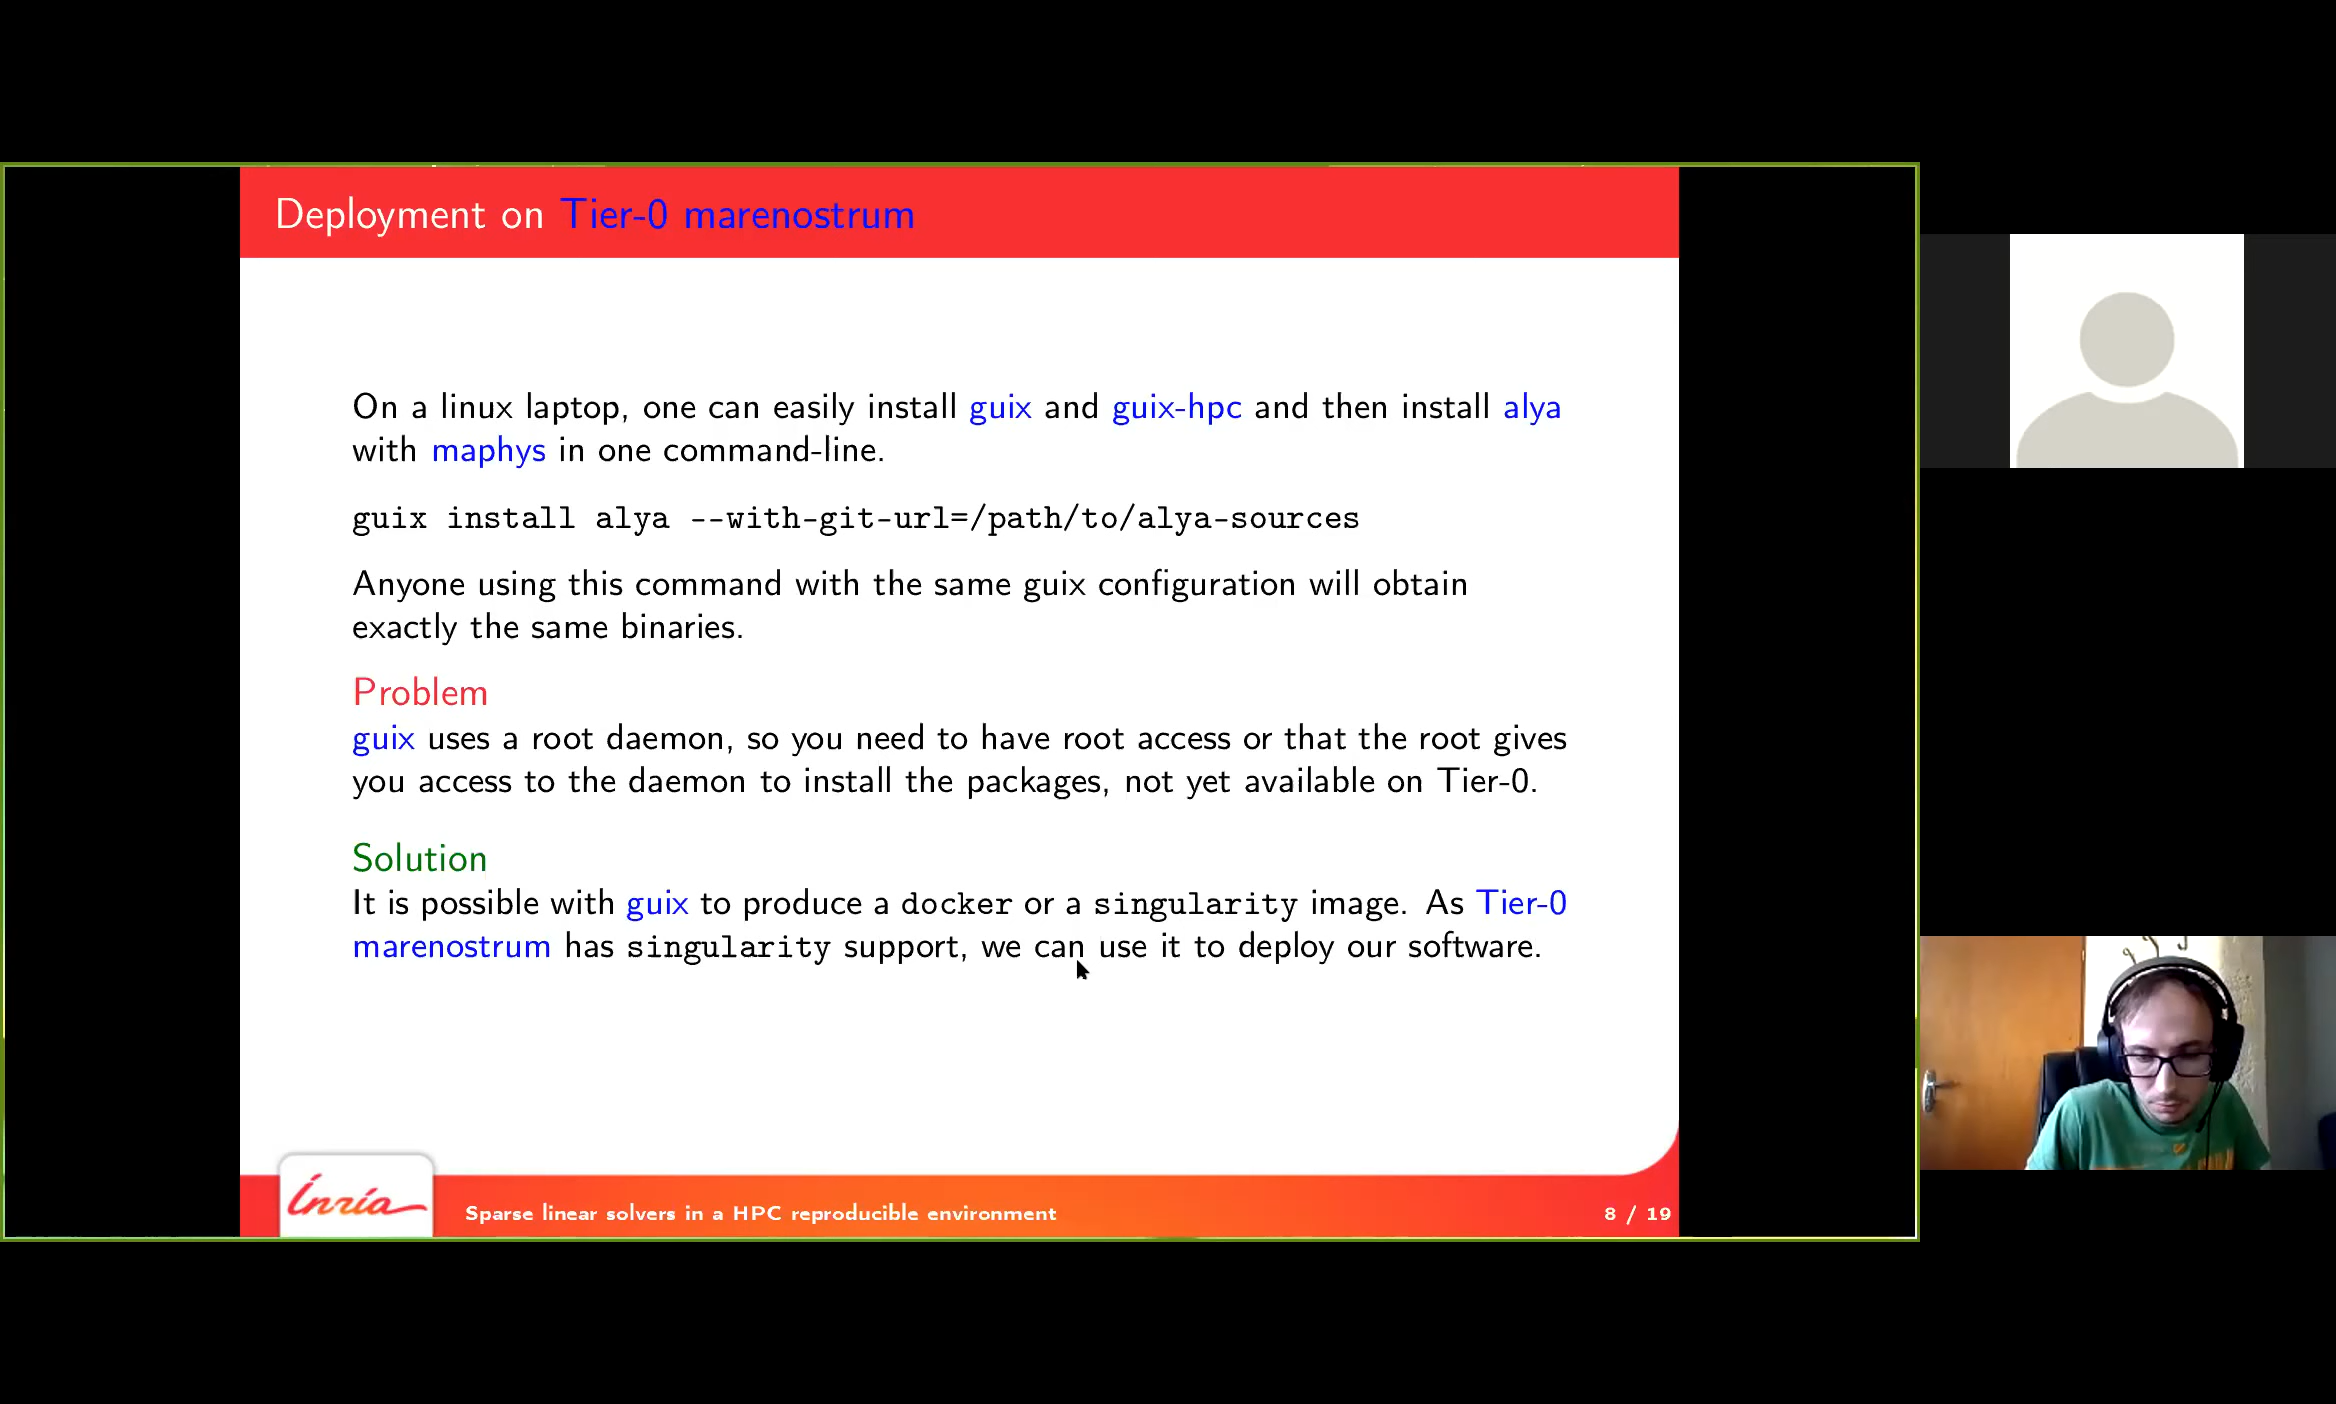 Deployment on Tier-0 marenostrum
On a linux laptop, one can easily install guix and guix-hpc and then install alya
with maphys in one command-line.
guix install alya --with-git-url=/path/to/alya-sources
Anyone using this command with the same guix configuration will obtain
exactly the same binaries.
Problem
guix uses a root daemon, so you need to have root access or that the root gives
you access to the daemon to install the packages, not yet available on Tier-0.
Solution
It is possible with guix to produce a docker or a singularity image. As Tier-0
marenostrum has singularity support, we can use it to deploy our software.
Inria
Sparse linear solvers in a HPC reproducible environment
8 / 19